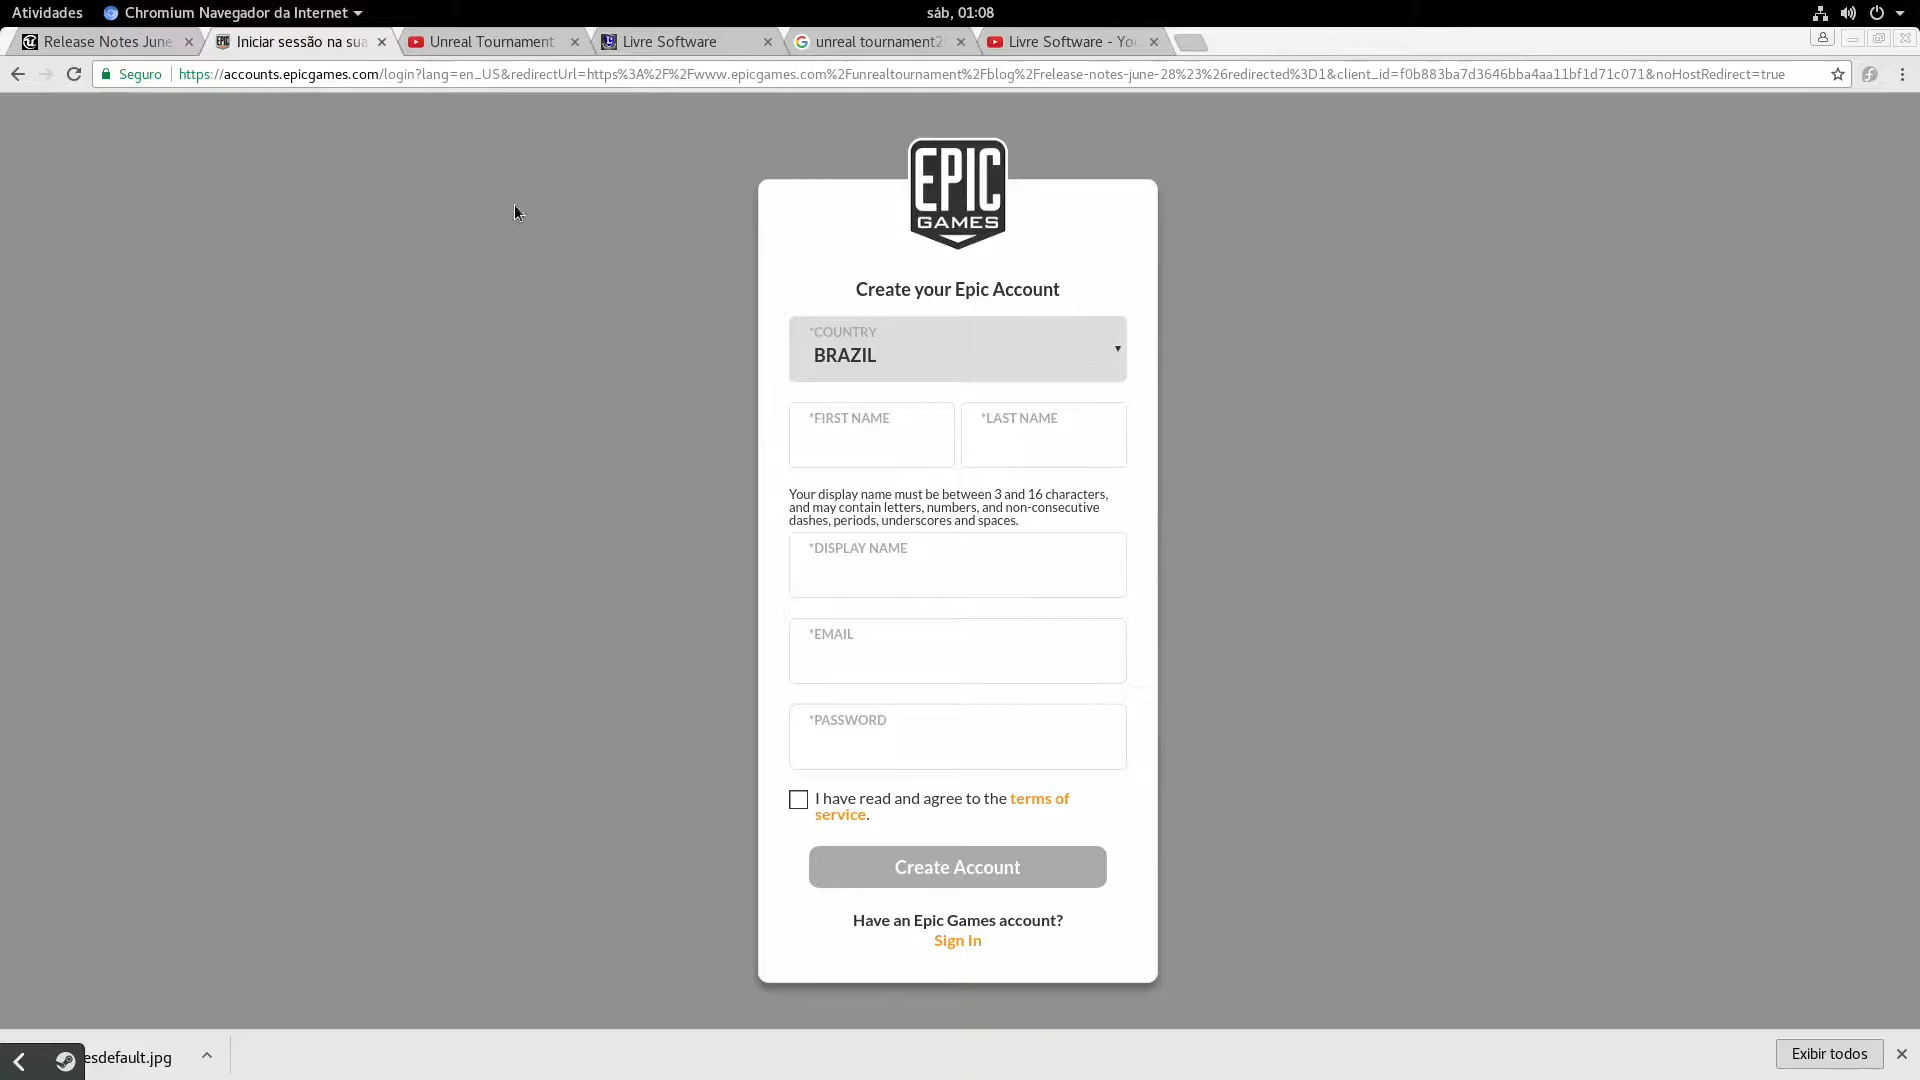 Atividades
Chromium Navegador da Internet
sáb, 01:08
Release Notes June
Iniciar sessão na sua
Unreal Tournament
Livre Software
unreal tournament2
Livre Software - You
Seguro
https://accounts.epicgames.com/login?lang=en_US&redirectUrl=https%3A%2F%2Fwww.epicgames.com%2Funrealtournament%2Fblog%2Frelease-notes-june-28%23%26redirected%3D1&client_id=f0b883ba7d3646bba4aa11bf1d71c071&noHostRedirect=true
EPIC
GAMES
Create your Epic Account
*COUNTRY
BRAZIL
*FIRST NAME
*LAST NAME
Your display name must be between 3 and 16 characters,
and may contain letters, numbers, and non-consecutive
dashes, periods, underscores and spaces.
*DISPLAY NAME
*EMAIL
*PASSWORD
I have read and agree to the terms of
service.
Create Account
Have an Epic Games account?
Sign In
esdefault.jpg
Exibir todos